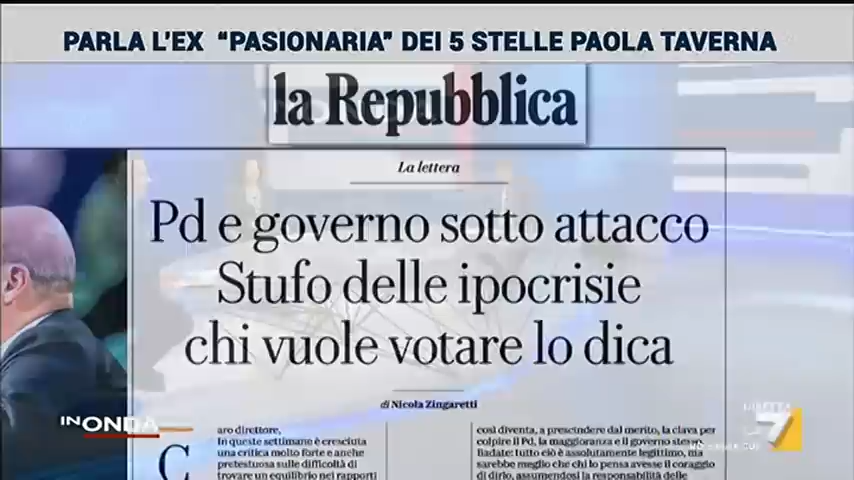 PARLA L'EX “PASIONARIA” DEI 5 STELLE PAOLA TAVERNA
la Repubblica
La lettera
Pd e governo sotto attacco
Stufo delle ipocrisie
chi vuole votare lo dica
di Nicola Zingaretti
C
aro direttore,
In queste settimane è cresciuta
una critica molto forte e anche
pretestuosa sulle difficoltà di
trovare un equilibrio nei rapporti
così diventa, a prescindere dal merito, la clava per
colpire il Pd, la maggioranza e il governo stesso.
Badate: tutto ciò è assolutamente legittimo, ma
sarebbe meglio che chi lo pensa avesse il coraggio
di dirlo, assumendosi la responsabilità delle
IN ONDA
DIRETTA
7